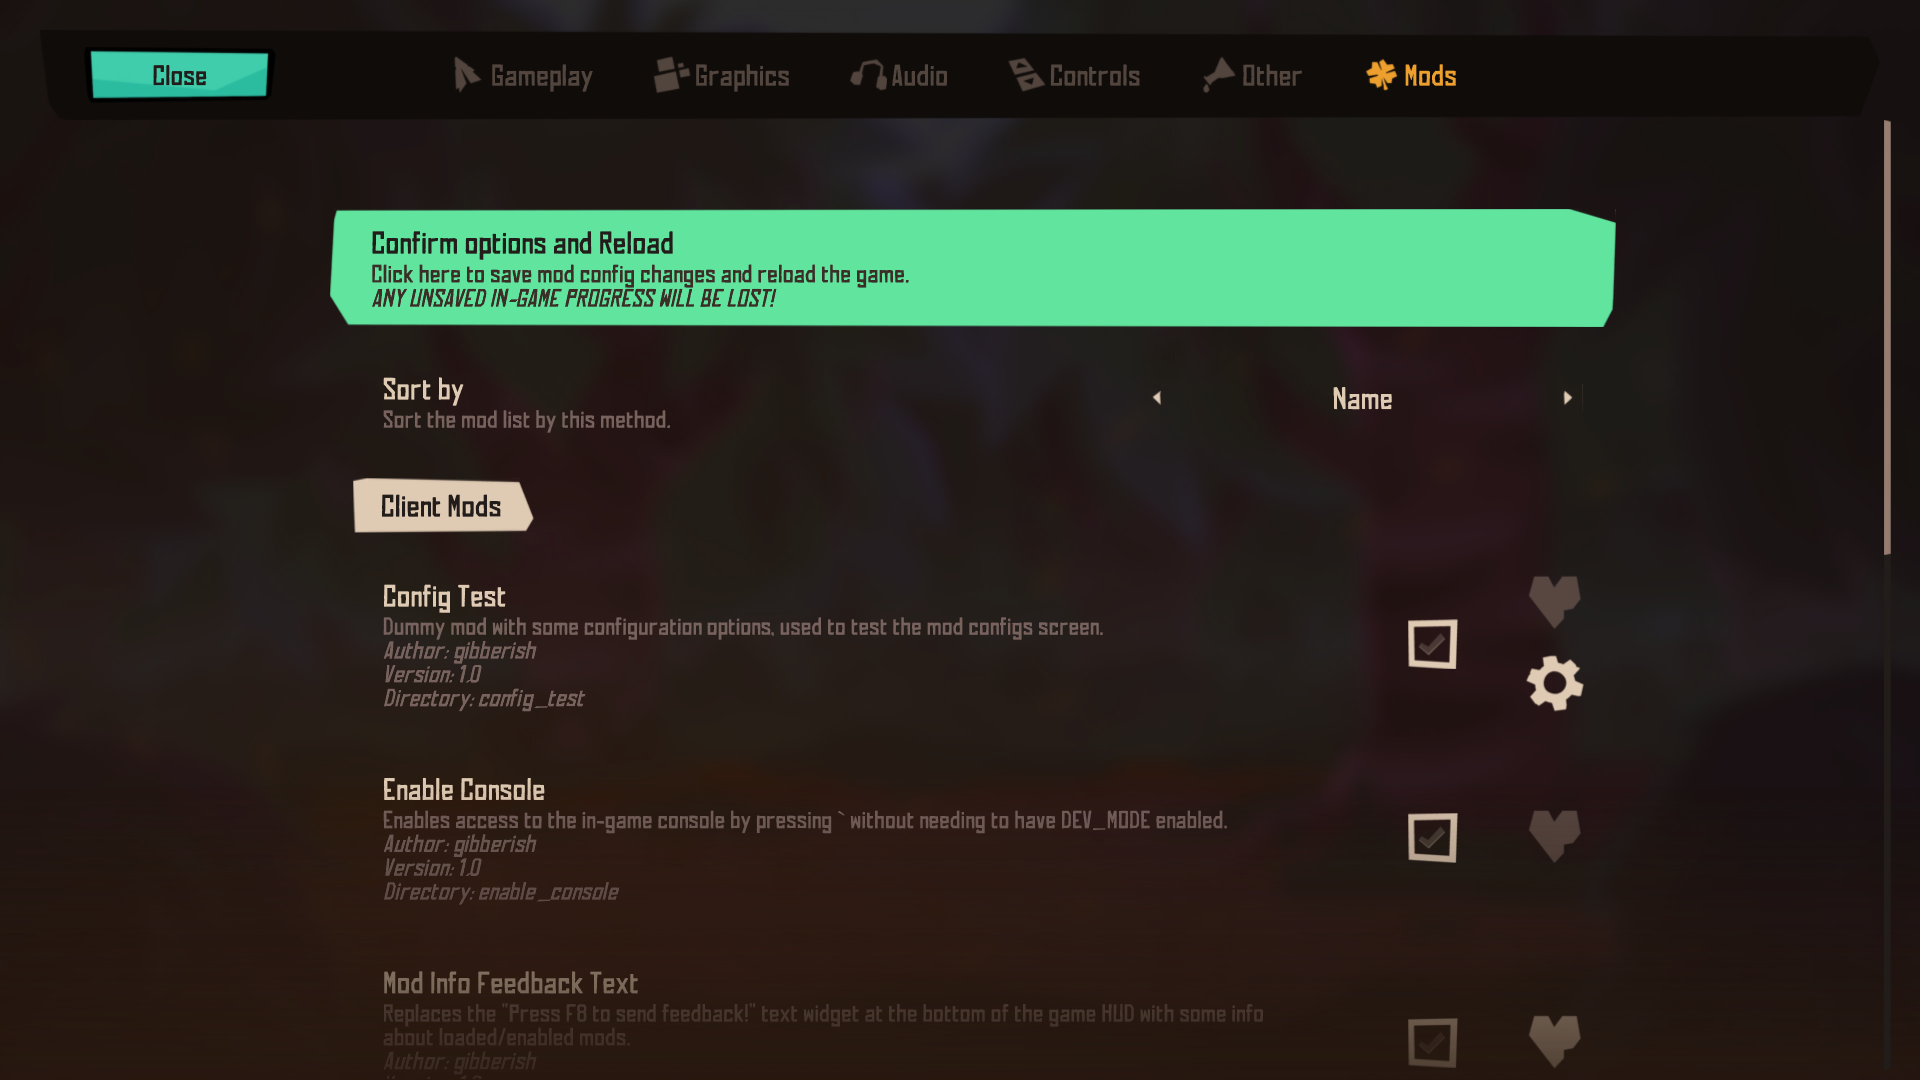 Close
Gameplay
Graphics
Audio
Controls
Other
Mods
Confirm options and Reload
Click here to save mod config changes and reload the game.
ANY UNSAVED IN-GAME PROGRESS WILL BE LOST!
Sort by
Sort the mod list by this method.
Name
Client Mods
Config Test
Dummy mod with some configuration options, used to test the mod configs screen.
Author: gibberish
Version: 1.0
Directory: config_test
Enable Console
Enables access to the in-game console by pressing ` without needing to have DEV_MODE enabled.
Author: gibberish
Version: 1.0
Directory: enable_console
Mod Info Feedback Text
Replaces the "Press F8 to send feedback!" text widget at the bottom of the game HUD with some info
about loaded/enabled mods.
Author: gibberish